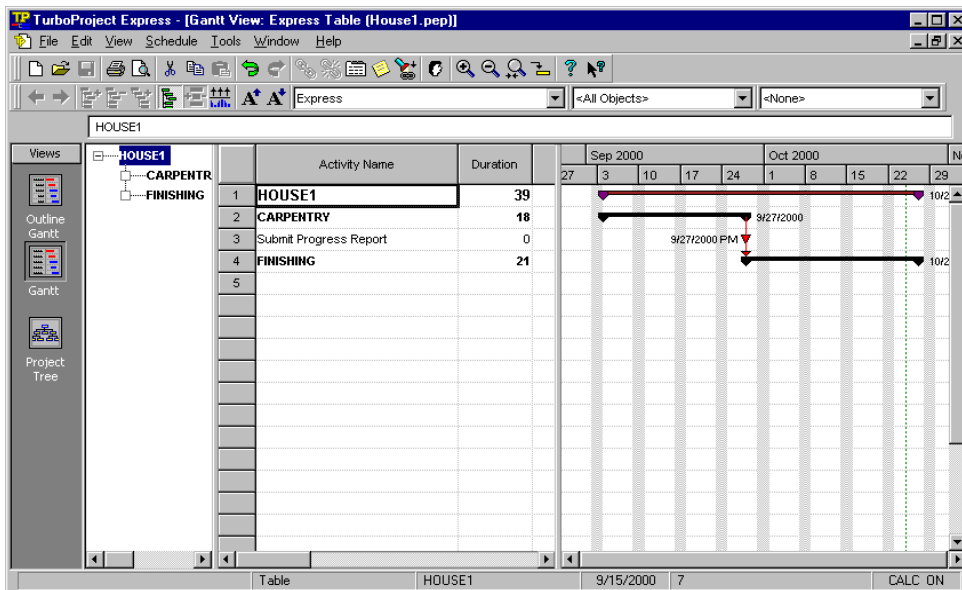 TurboProject Express - [Gantt View: Express Table (House1.pep)]
File Edit View Schedule Tools Window Help
Express <All Objects> <None>
HOUSE1
Views
Outline Gantt
Gantt
Project Tree
HOUSE1
CARPENTR
FINISHING
Activity Name Duration
1 HOUSE1 39
2 CARPENTRY 18
3 Submit Progress Report 0
4 FINISHING 21
5
Sep 2000 Oct 2000 N
27 3 10 17 24 1 8 15 22 29
10/2
9/27/2000
9/27/2000 PM
10/2
Table HOUSE1 9/15/2000 7 CALC ON